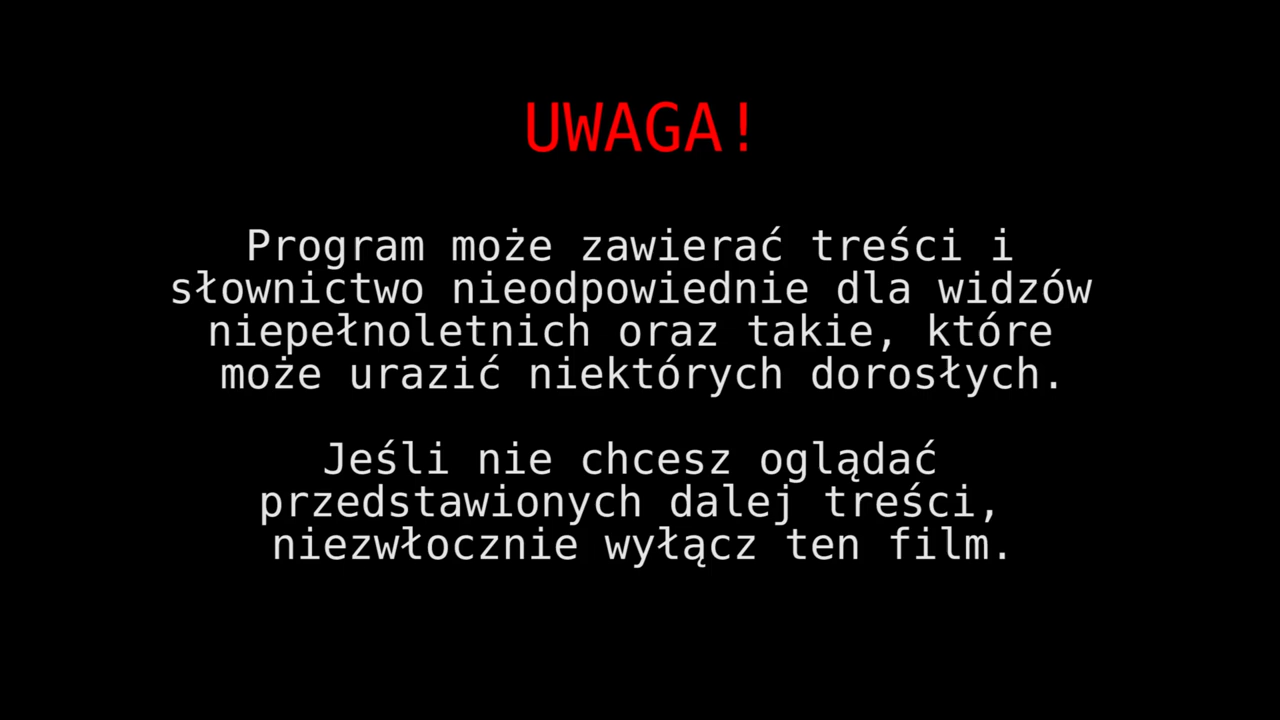 UWAGA!
Program może zawierać treści i
słownictwo nieodpowiednie dla widzów
niepełnoletnich oraz takie, które
może urazić niektórych dorosłych.
Jeśli nie chcesz oglądać
przedstawionych dalej treści,
niezwłocznie wyłącz ten film.